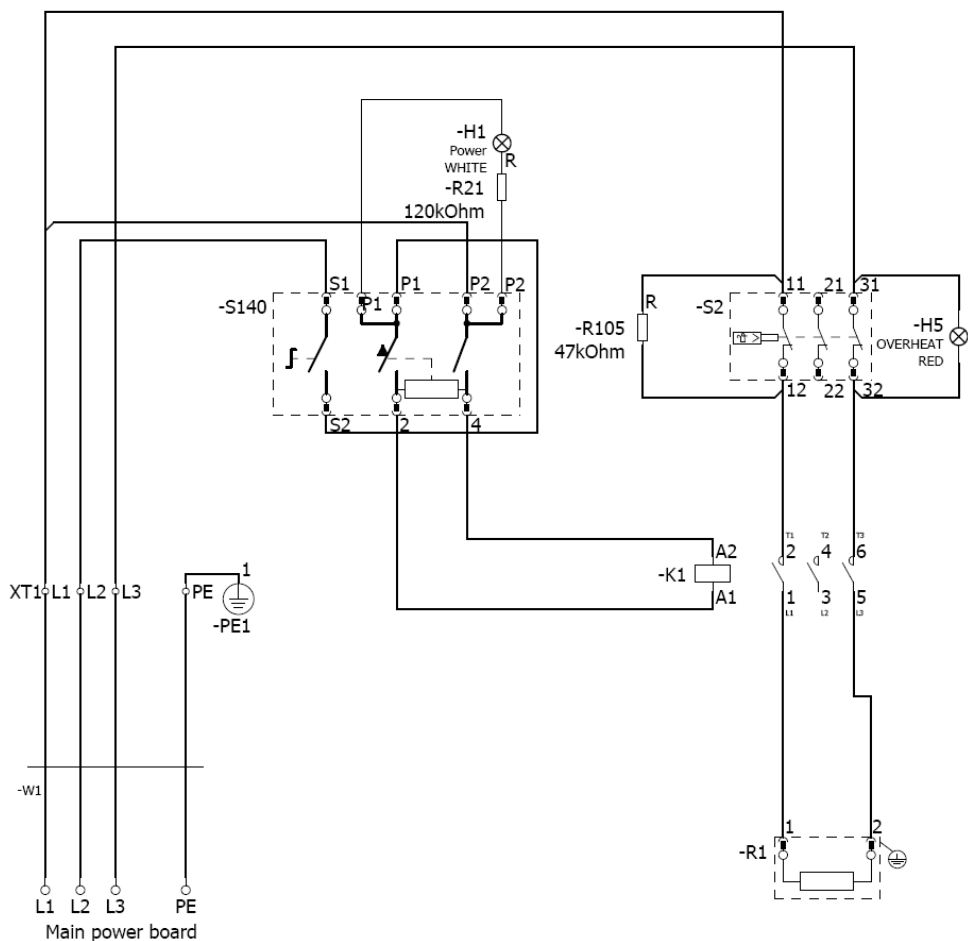 -H1
Power
WHITE
R
-R21
120kOhm
S1
P1
P1
P2
P2
-S140
S2
2
4
R
-R105
47kOhm
11
21
31
-S2
12
22
32
-H5
OVERHEAT
RED
T1
T2
T3
2
4
6
A2
-K1
A1
1
3
5
L1
L2
L3
XT1
L1
L2
L3
PE
1
-PE1
-W1
1
2
-R1
L1
L2
L3
PE
Main power board